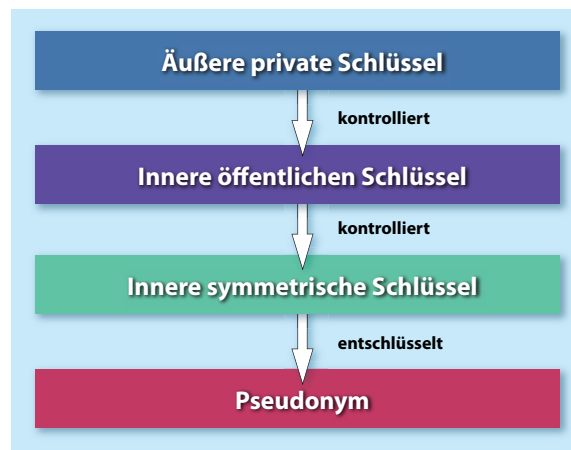 Äußere private Schlüssel
kontrolliert
Innere öffentlichen Schlüssel
kontrolliert
Innere symmetrische Schlüssel
entschlüsselt
Pseudonym